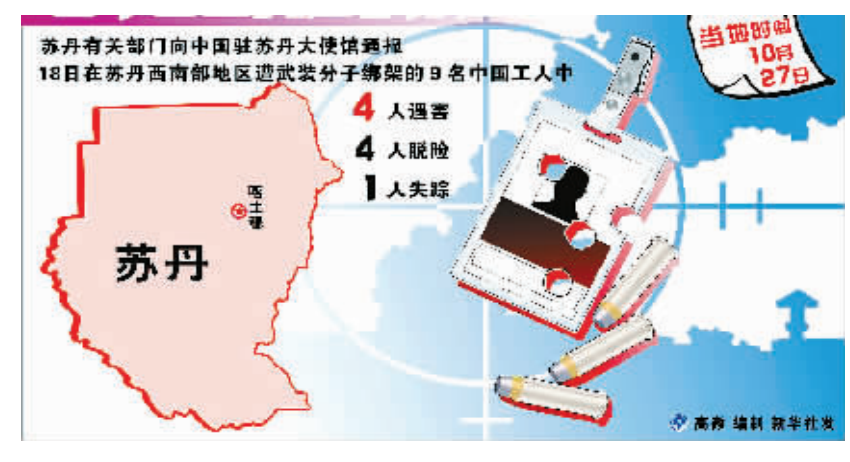 苏丹有关部门向中国驻苏丹大使馆通报
18日在苏丹西南部地区遭武装分子绑架的9名中国工人中
4人遇害
4人脱险
1人失踪
当地时间
10月
27日
喀土穆
苏丹
编制 新华社发